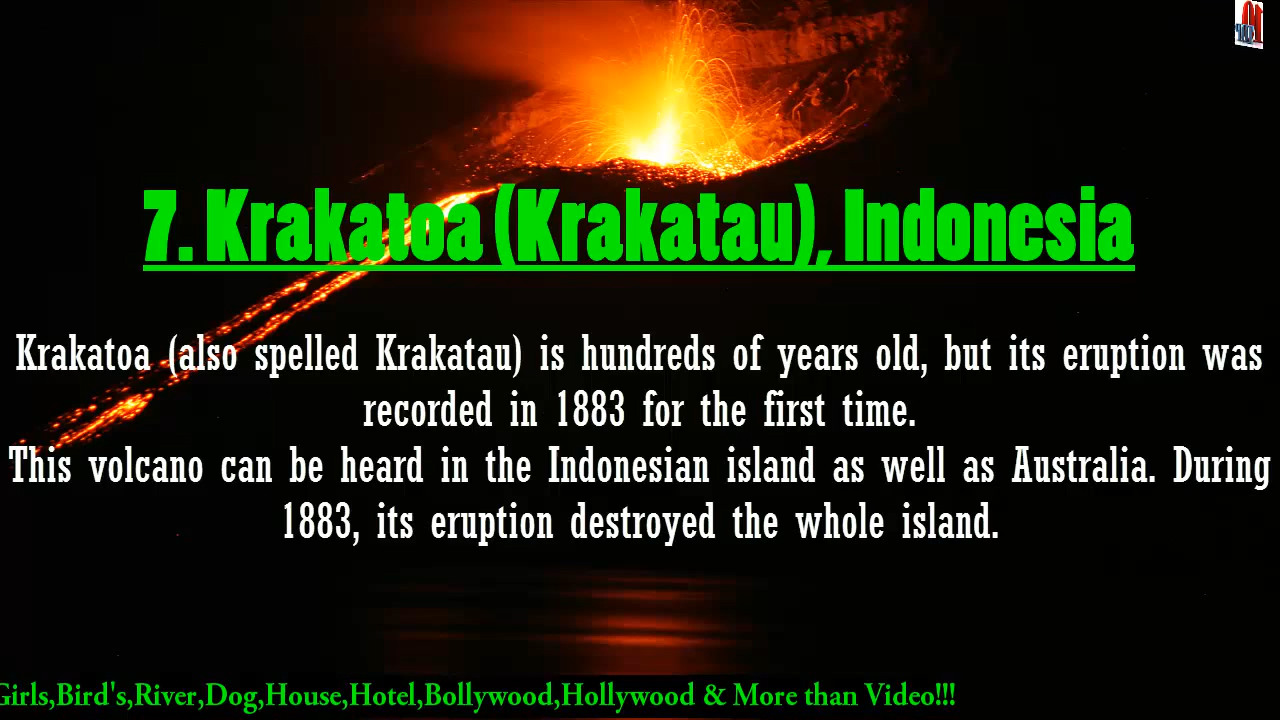 7. Krakatoa (Krakatau), Indonesia
Krakatoa (also spelled Krakatau) is hundreds of years old, but its eruption was
recorded in 1883 for the first time.
This volcano can be heard in the Indonesian island as well as Australia. During
1883, its eruption destroyed the whole island.
Girls,Bird's,River,Dog,House,Hotel,Bollywood,Hollywood & More than Video!!!